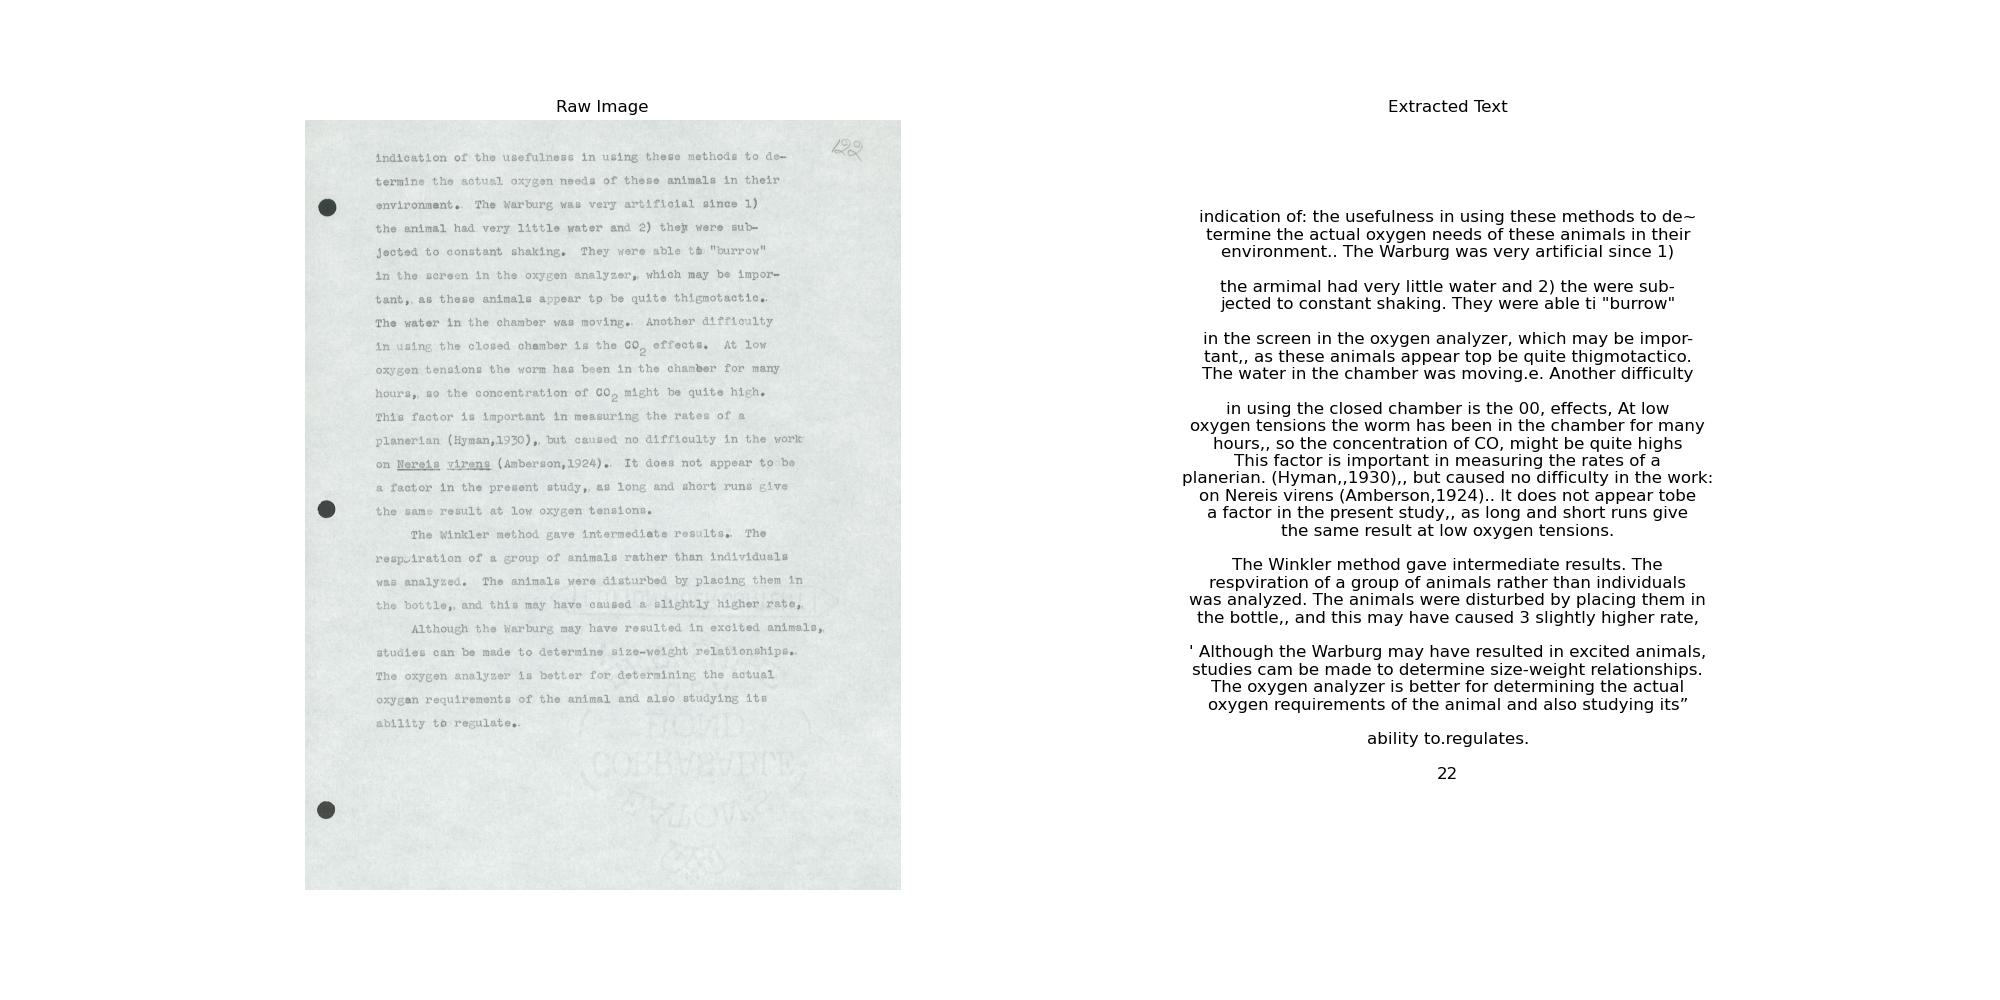 Raw Image
22
indication of the usefulness in using these methods to de-
termine the actual oxygen needs of these animals in their
environment. The Warburg was very artificial since 1)
the animal had very little water and 2) they were sub-
jected to constant shaking. They were able to "burrow"
in the screen in the oxygen analyzer, which may be impor-
tant, as these animals appear to be quite thigmotactic.
The water in the chamber was moving. Another difficulty
in using the closed chamber is the CO2 effects. At low
oxygen tensions the worm has been in the chamber for many
hours, so the concentration of CO2 might be quite high.
This factor is important in measuring the rates of a
planerian (Hyman,1930), but caused no difficulty in the work
on Nereis virens (Amberson,1924). It does not appear to be
a factor in the present study, as long and short runs give
the same result at low oxygen tensions.
The Winkler method gave intermediate results. The
respiration of a group of animals rather than individuals
was analyzed. The animals were disturbed by placing them in
the bottle, and this may have caused a slightly higher rate,
Although the Warburg may have resulted in excited animals,
studies can be made to determine size-weight relationships.
The oxygen analyzer is better for determining the actual
oxygen requirements of the animal and also studying its
ability to regulate.
BOND
CORRASABLE
EATON'S
Extracted Text
indication of: the usefulness in using these methods to de~
termine the actual oxygen needs of these animals in their
environment.. The Warburg was very artificial since 1)
the armimal had very little water and 2) the were sub-
jected to constant shaking. They were able ti "burrow"
in the screen in the oxygen analyzer, which may be impor-
tant,, as these animals appear top be quite thigmotactico.
The water in the chamber was moving.e. Another difficulty
in using the closed chamber is the 00, effects, At low
oxygen tensions the worm has been in the chamber for many
hours,, so the concentration of CO, might be quite highs
This factor is important in measuring the rates of a
planerian. (Hyman,,1930),, but caused no difficulty in the work:
on Nereis virens (Amberson,1924).. It does not appear tobe
a factor in the present study,, as long and short runs give
the same result at low oxygen tensions.
The Winkler method gave intermediate results. The
respviration of a group of animals rather than individuals
was analyzed. The animals were disturbed by placing them in
the bottle,, and this may have caused 3 slightly higher rate,
' Although the Warburg may have resulted in excited animals,
studies cam be made to determine size-weight relationships.
The oxygen analyzer is better for determining the actual
oxygen requirements of the animal and also studying its”
ability to.regulates.
22